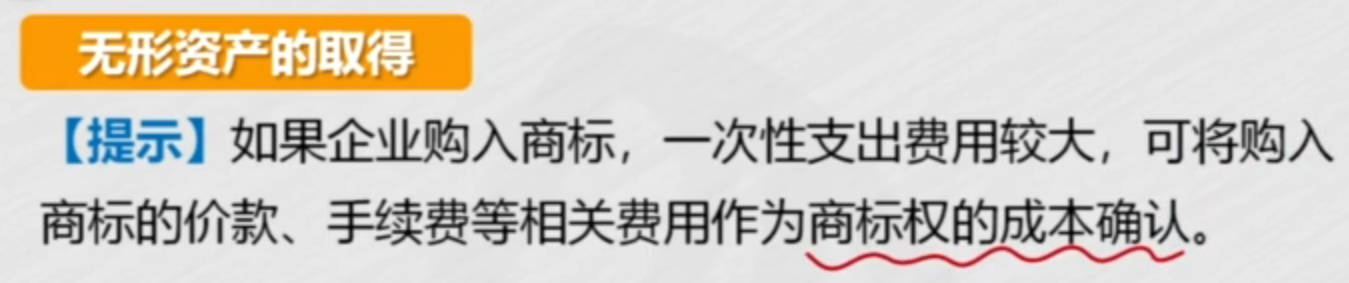 无形资产的取得
【提示】如果企业购入商标，一次性支出费用较大，可将购入
商标的价款、手续费等相关费用作为商标权的成本确认。